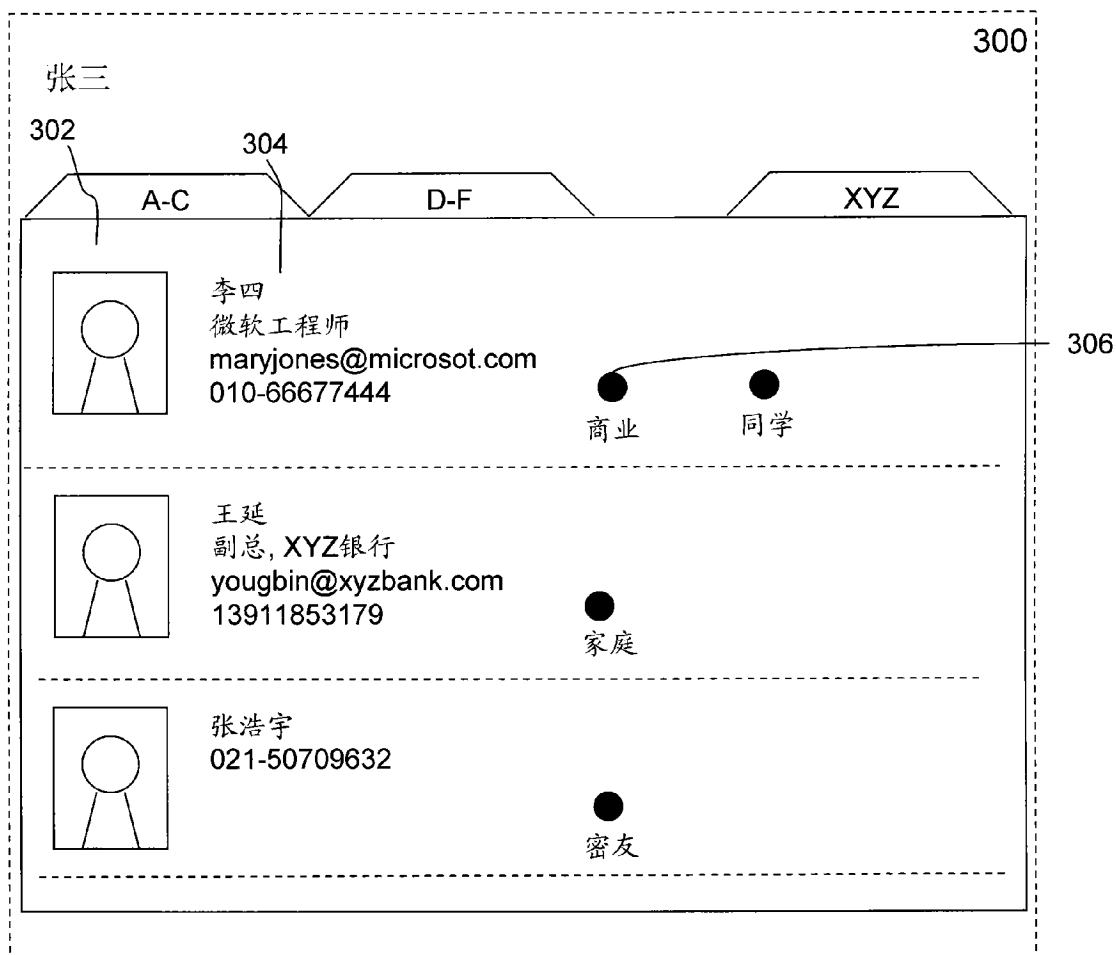 300
张三
302
304
A-C
D-F
XYZ
李四
微软工程师
maryjones@microsot.com
010-66677444
306
商业
同学
王延
副总, XYZ银行
yougbin@xyzbank.com
13911853179
家庭
张浩宇
021-50709632
密友